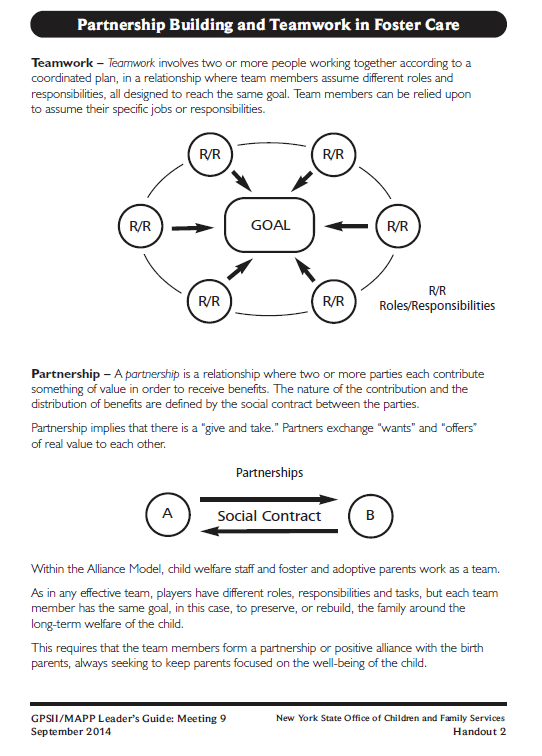 Partnership Building and Teamwork in Foster Care
Teamwork – Teamwork involves two or more people working together according to a
coordinated plan, in a relationship where team members assume different roles and
responsibilities, all designed to reach the same goal. Team members can be relied upon
to assume their specific jobs or responsibilities.
R/R
R/R
R/R
GOAL
R/R
R/R
R/R
R/R
Roles/Responsibilities
Partnership – A partnership is a relationship where two or more parties each contribute
something of value in order to receive benefits. The nature of the contribution and the
distribution of benefits are defined by the social contract between the parties.
Partnership implies that there is a “give and take.” Partners exchange “wants” and “offers”
of real value to each other.
Partnerships
A
Social Contract
B
Within the Alliance Model, child welfare staff and foster and adoptive parents work as a team.
As in any effective team, players have different roles, responsibilities and tasks, but each team
member has the same goal, in this case, to preserve, or rebuild, the family around the
long-term welfare of the child.
This requires that the team members form a partnership or positive alliance with the birth
parents, always seeking to keep parents focused on the well-being of the child.
GPSII/MAPP Leader’s Guide: Meeting 9
New York State Office of Children and Family Services
September 2014
Handout 2